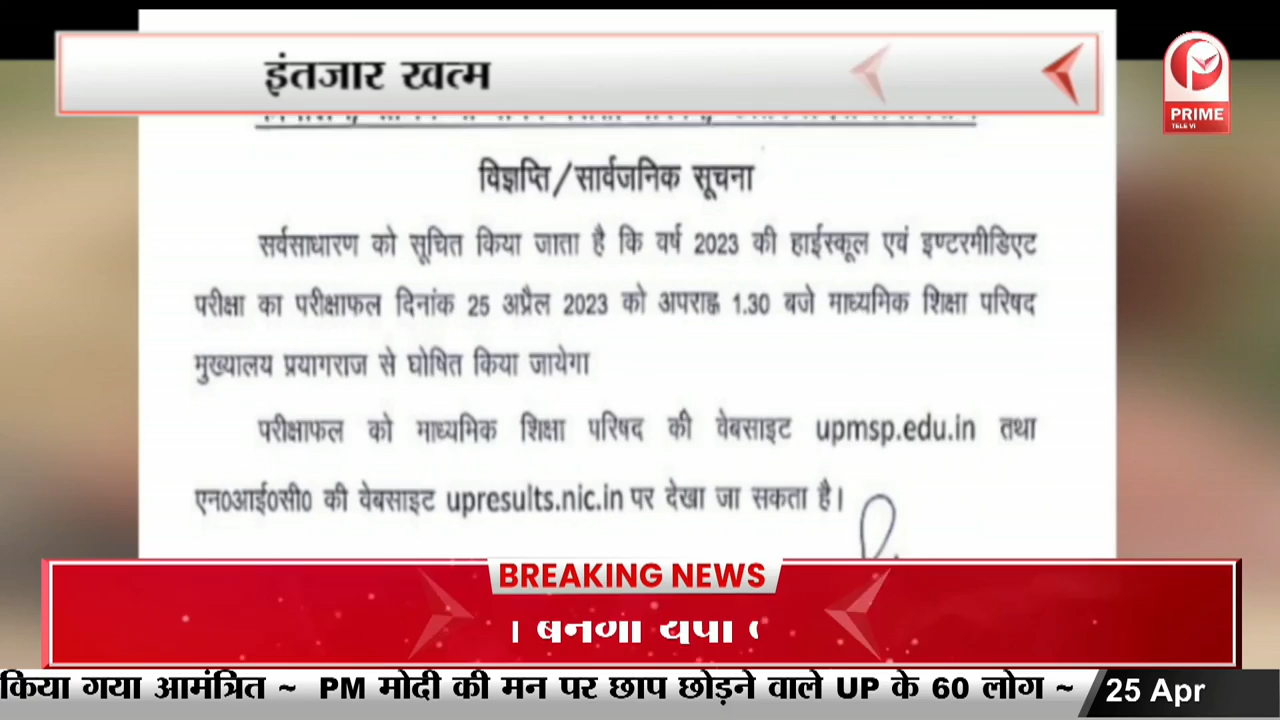 इंतजार खत्म
PRIME
TELE VI
विज्ञप्ति/सार्वजनिक सूचना
सर्वसाधारण को सूचित किया जाता है कि वर्ष 2023 की हाईस्कूल एवं इण्टरमीडिएट
परीक्षा का परीक्षाफल दिनांक 25 अप्रैल 2023 को अपराह्न 1.30 बजे माध्यमिक शिक्षा परिषद
मुख्यालय प्रयागराज से घोषित किया जायेगा
परीक्षाफल को माध्यमिक शिक्षा परिषद की वेबसाइट upmsp.edu.in तथा
एन0आई0सी0 की वेबसाइट upresults.nic.in पर देखा जा सकता है।
BREAKING NEWS
किया गया आमंत्रित ~ PM मोदी की मन पर छाप छोड़ने वाले UP के 60 लोग ~
25 Apr